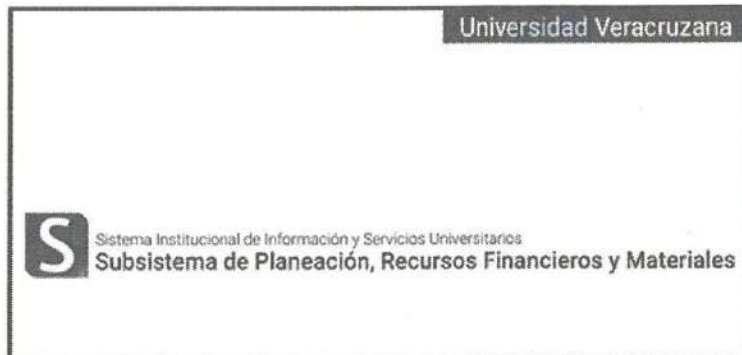 Universidad Veracruzana
S
Sistema Institucional de Información y Servicios Universitarios
Subsistema de Planeación, Recursos Financieros y Materiales